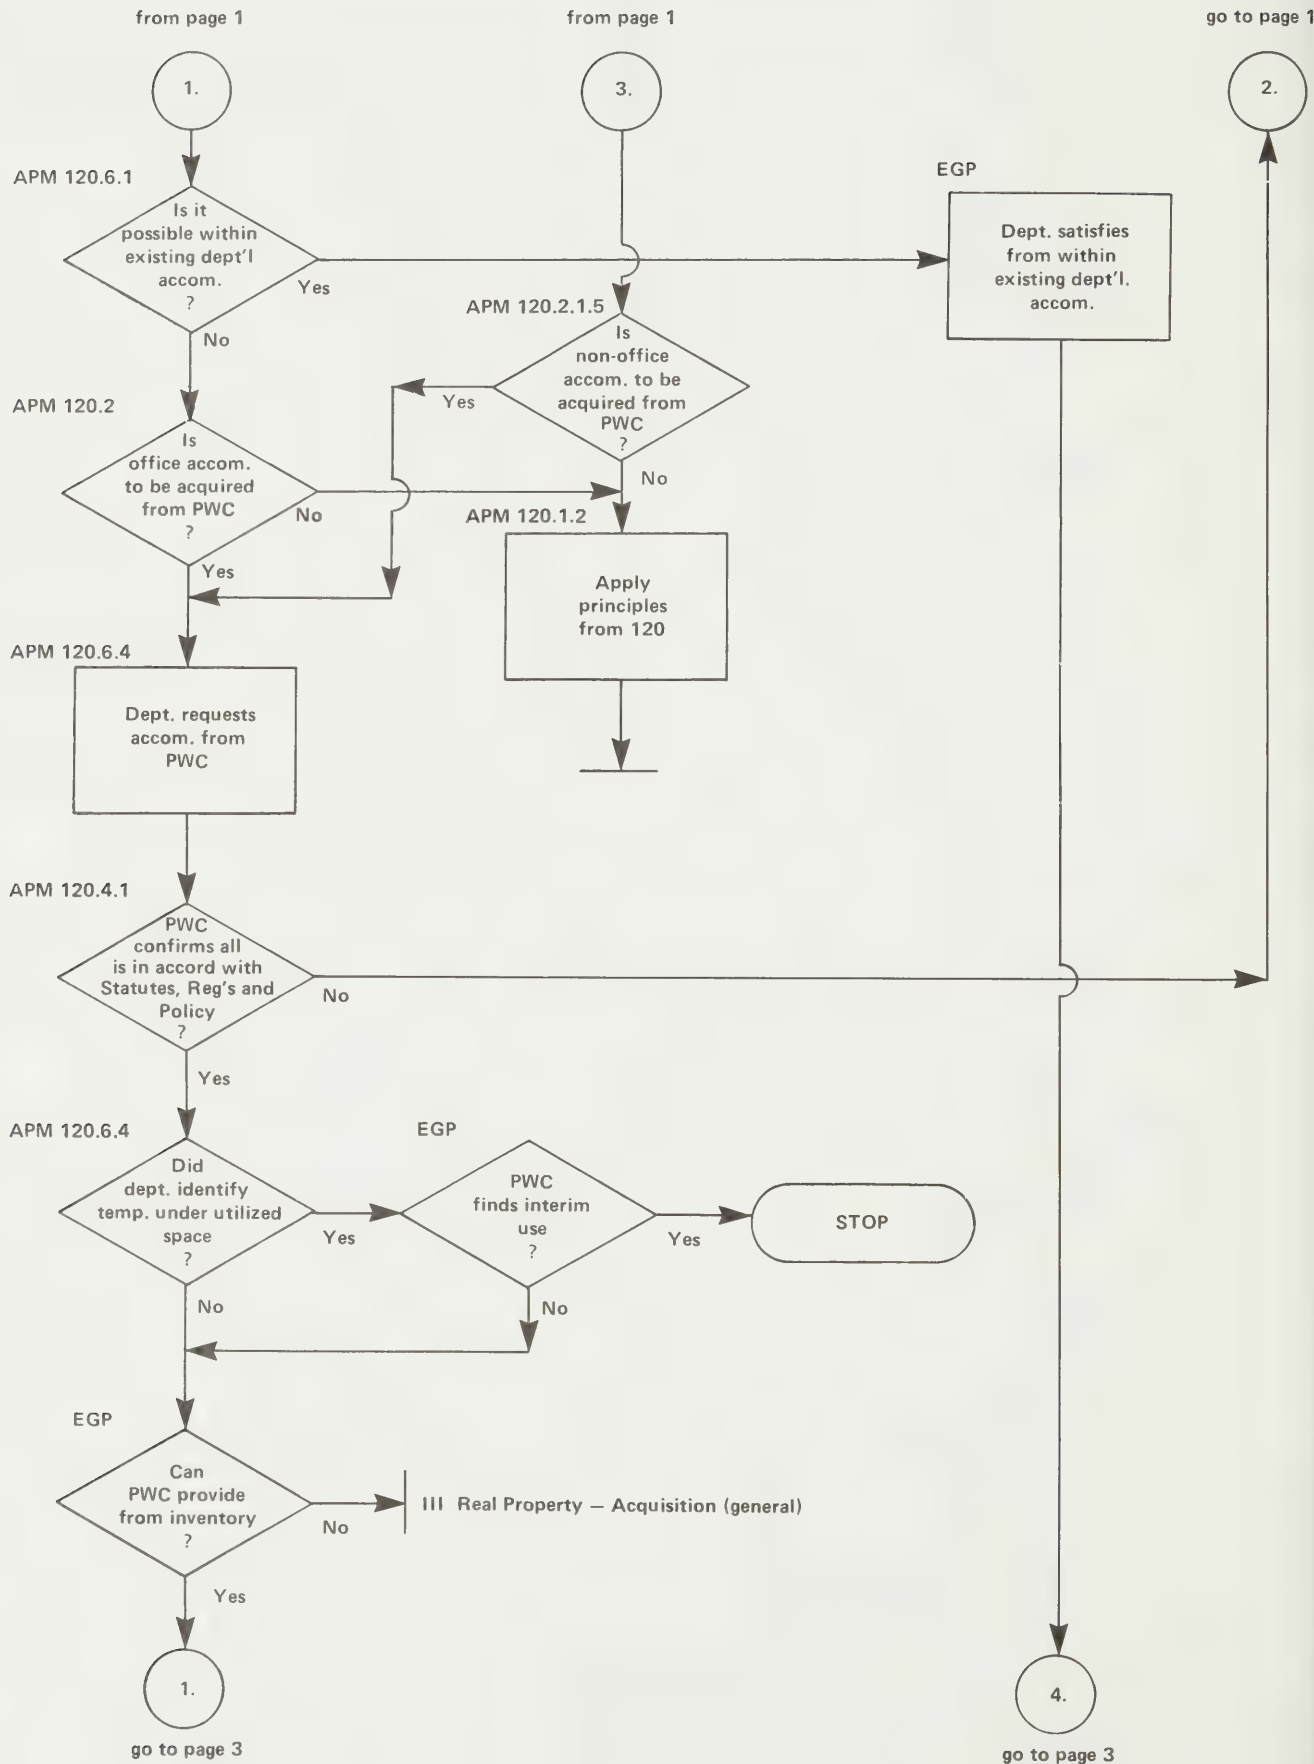 from page 1
from page 1
go to page 1
1.
3.
2.
APM 120.6.1
Is it
possible within
existing dept'l
accom.
?
Yes
No
EGP
Dept. satisfies
from within
existing dept'l.
accom.
APM 120.2.1.5
Is
non-office
accom. to be
acquired from
PWC
?
Yes
No
APM 120.2
Is
office accom.
to be acquired
from PWC
?
No
Yes
APM 120.1.2
Apply
principles
from 120
APM 120.6.4
Dept. requests
accom. from
PWC
APM 120.4.1
PWC
confirms all
is in accord with
Statutes, Reg's and
Policy
?
No
Yes
APM 120.6.4
Did
dept. identify
temp. under utilized
space
?
Yes
No
EGP
PWC
finds interim
use
?
Yes
No
STOP
EGP
Can
PWC provide
from inventory
?
No
III Real Property — Acquisition (general)
Yes
1.
4.
go to page 3
go to page 3